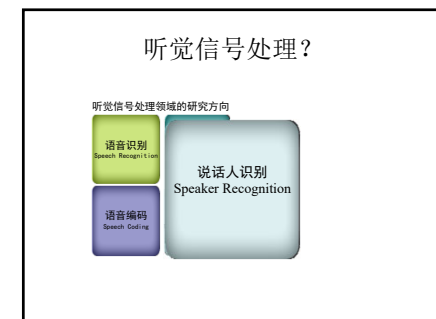 听觉信号处理?
听觉信号处理领域的研究方向
语音识别
Speech Recognition
说话人识别
Speaker Recognition
语音编码
Speech Coding